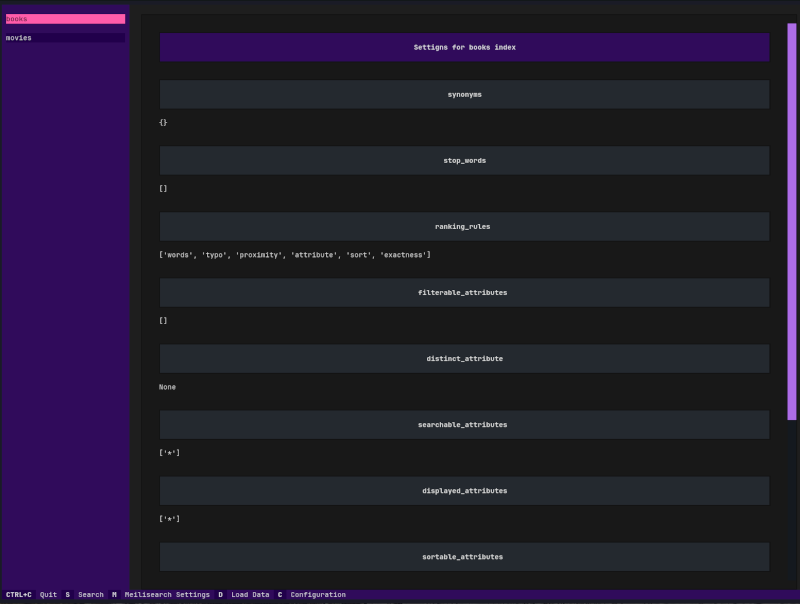 books
movies
Settigns for books index
synonyms
{}
stop_words
[]
ranking_rules
['words', 'typo', 'proximity', 'attribute', 'sort', 'exactness']
filterable_attributes
[]
distinct_attribute
None
searchable_attributes
['*']
displayed_attributes
['*']
sortable_attributes
CTRL+C Quit S Search M Meilisearch Settings D Load Data C Configuration